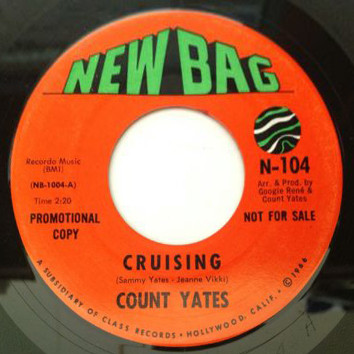 NEW BAG
Recordo Music
(BMI)
(NB-1004-A)
Time 2:20
PROMOTIONAL
COPY
N-104
Arr. & Prod. by
Google René &
Count Yates
NOT FOR SALE
CRUISING
(Sammy Yates - Jeanne Vikki)
COUNT YATES
A SUBSIDIARY OF CLASS RECORDS • HOLLYWOOD, CALIF. • © 1966